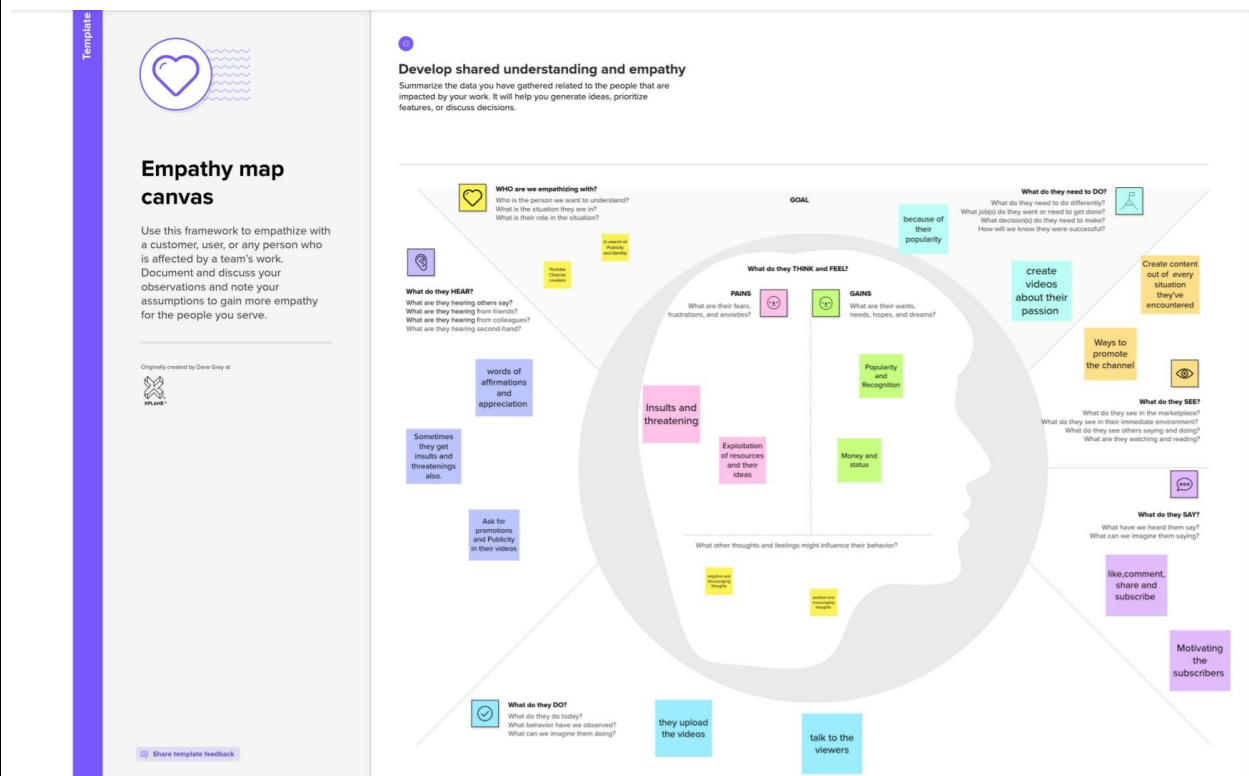 Template
Empathy map
canvas
Use this framework to empathize with
a customer, user, or any person who
is affected by a team's work.
Document and discuss your
observations and note your
assumptions to gain more empathy
for the people you serve.
Originally created by Dave Gray at
XPLANE
Share template feedback
Develop shared understanding and empathy
Summarize the data you have gathered related to the people that are
impacted by your work. It will help you generate ideas, prioritize
features, or discuss decisions.
WHO are we empathizing with?
Who is the person we want to understand?
What is the situation they are in?
What is their role in the situation?
In search of
Publicity
and Identity
Youtube
Channel
creators
GOAL
What do they need to DO?
What do they need to do differently?
What job(s) do they want or need to get done?
What decision(s) do they need to make?
How will we know they were successful?
because of
their
popularity
create
videos
about their
passion
Create content
out of every
situation
they've
encountered
Ways to
promote
the channel
What do they SEE?
What do they see in the marketplace?
What do they see in their immediate environment?
What do they see others saying and doing?
What are they watching and reading?
What do they SAY?
What have we heard them say?
What can we imagine them saying?
like,comment,
share and
subscribe
Motivating
the
subscribers
What do they HEAR?
What are they hearing others say?
What are they hearing from friends?
What are they hearing from colleagues?
What are they hearing second-hand?
words of
affirmations
and
appreciation
Sometimes
they get
insults and
threatenings
also.
Ask for
promotions
and Publicity
in their videos
What do they THINK and FEEL?
PAINS
What are their fears,
frustrations, and anxieties?
GAINS
What are their wants,
needs, hopes, and dreams?
Insults and
threatening
Exploitation
of resources
and their
ideas
Popularity
and
Recognition
Money and
status
What other thoughts and feelings might influence their behavior?
negative and
discouraging
thoughts
positive and
encouraging
thoughts
What do they DO?
What do they do today?
What behavior have we observed?
What can we imagine them doing?
they upload
the videos
talk to the
viewers